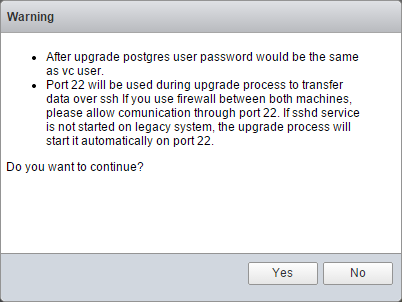 Warning
• After upgrade postgres user password would be the same
as vc user.
• Port 22 will be used during upgrade process to transfer
data over ssh If you use firewall between both machines,
please allow comunication through port 22. If sshd service
is not started on legacy system, the upgrade process will
start it automatically on port 22.
Do you want to continue?
Yes No